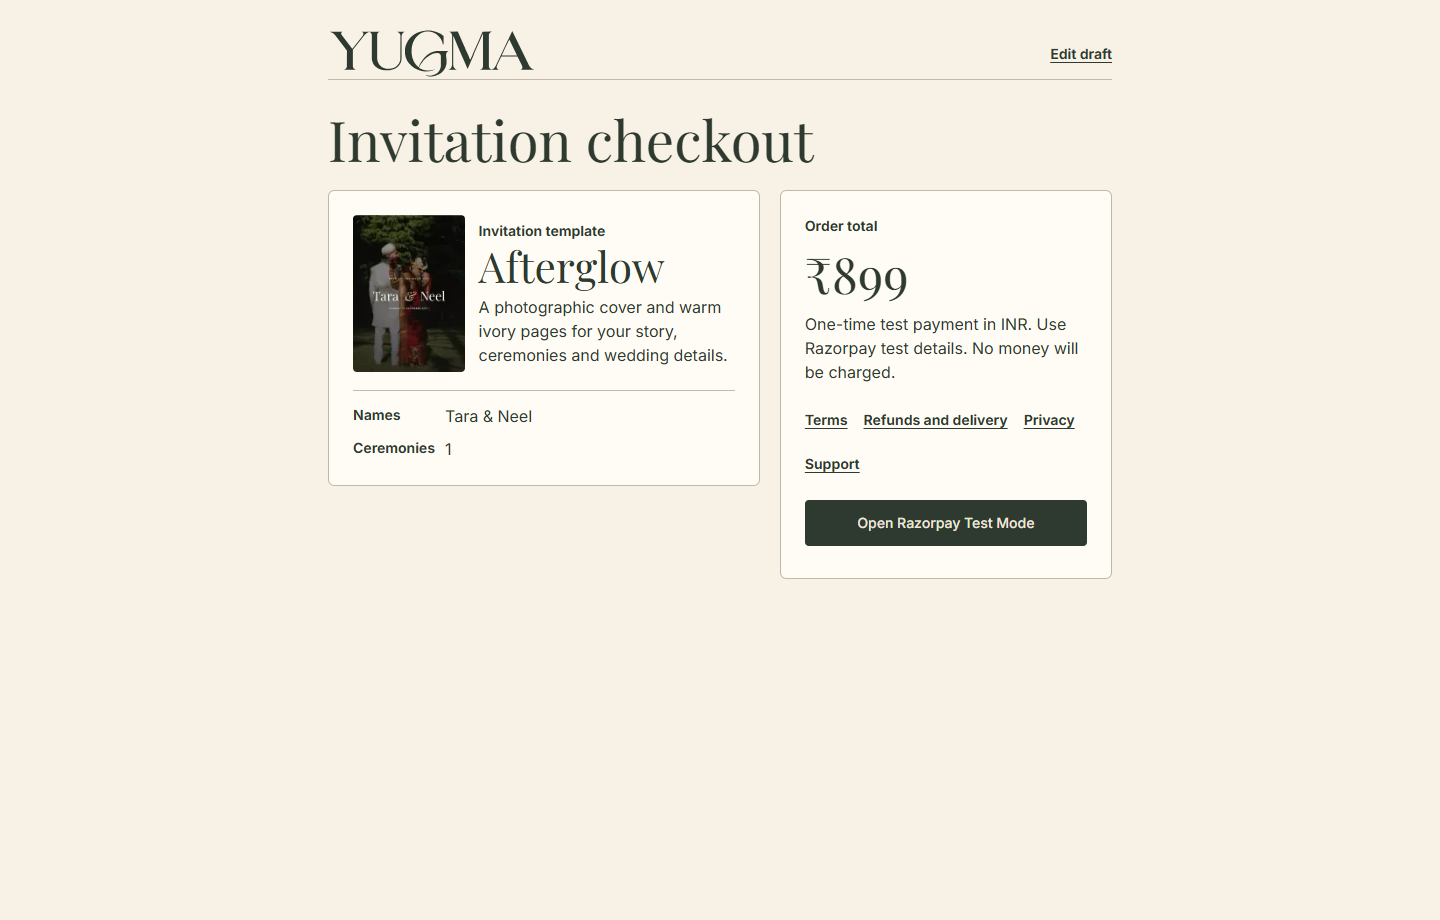 YUGMA
Edit draft
Invitation checkout
Invitation template
Afterglow
A photographic cover and warm
ivory pages for your story,
ceremonies and wedding details.
Tara & Neel
Names Tara & Neel
Ceremonies 1
Order total
₹899
One-time test payment in INR. Use
Razorpay test details. No money will
be charged.
Terms Refunds and delivery Privacy
Support
Open Razorpay Test Mode